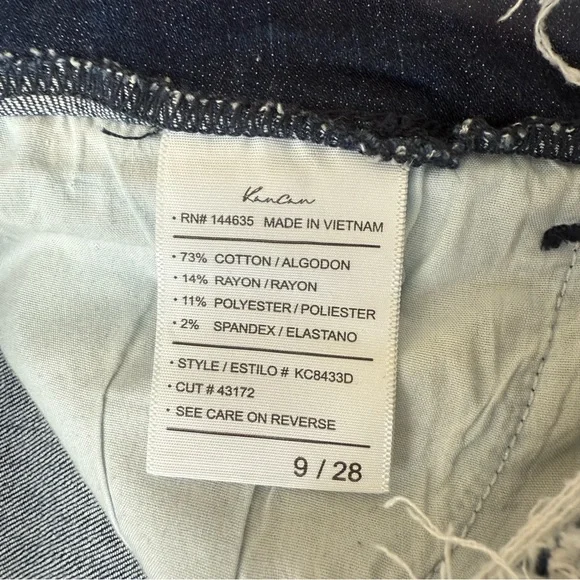 KanCan
• RN# 144635 MADE IN VIETNAM
• 73% COTTON / ALGODON
• 14% RAYON / RAYON
• 11% POLYESTER / POLIESTER
• 2% SPANDEX / ELASTANO
• STYLE / ESTILO # KC8433D
• CUT # 43172
• SEE CARE ON REVERSE
9 / 28